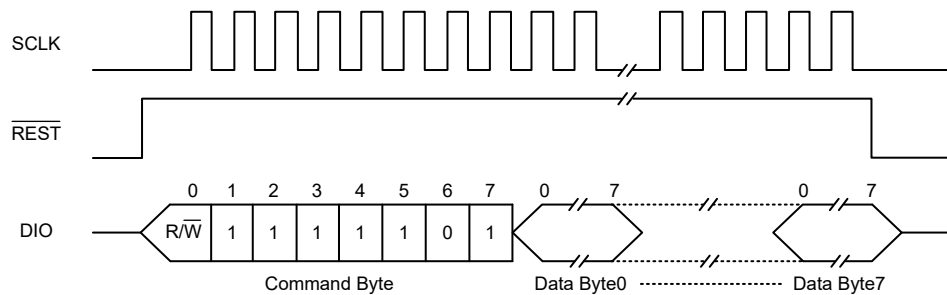 SCLK
REST
0 1 2 3 4 5 6 7 0 7 0 7
DIO R/W 1 1 1 1 1 0 1
Command Byte Data Byte0 Data Byte7